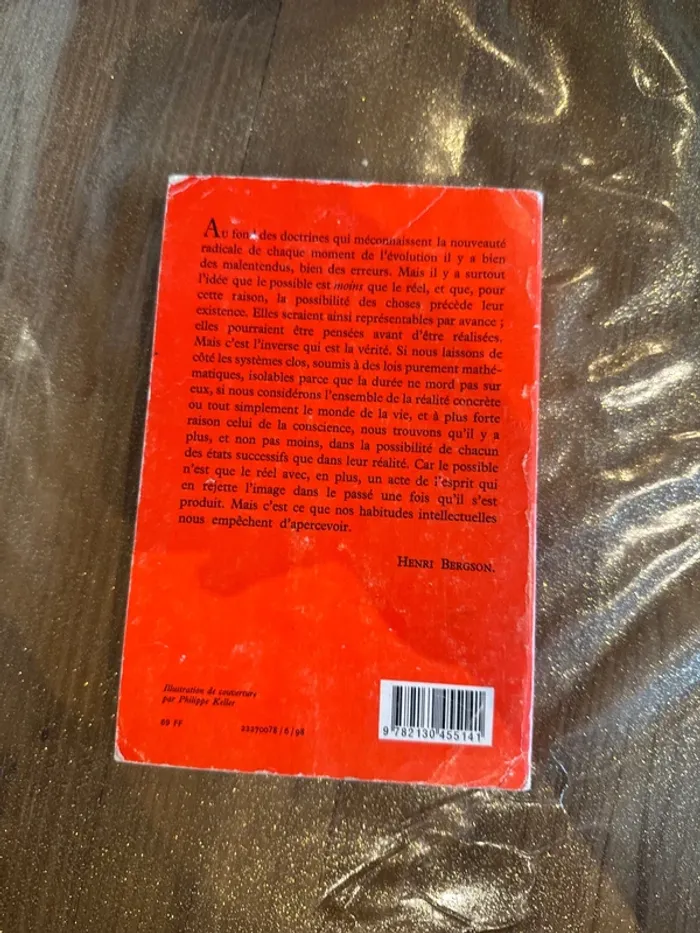 AU fond des doctrines qui méconnaissent la nouveauté
radicale de chaque moment de l'évolution il y a bien
des malentendus, bien des erreurs. Mais il y a surtout
l'idée que le possible est moins que le réel, et que, pour
cette raison, la possibilité des choses précède leur
existence. Elles seraient ainsi représentables par avance ;
elles pourraient être pensées avant d'être réalisées.
Mais c'est l'inverse qui est la vérité. Si nous laissons de
côté les systèmes clos, soumis à des lois purement mathé-
matiques, isolables parce que la durée ne mord pas sur
eux, si nous considérons l'ensemble de la réalité concrète
ou tout simplement le monde de la vie, et à plus forte
raison celui de la conscience, nous trouvons qu'il y a
plus, et non pas moins, dans la possibilité de chacun
des états successifs que dans leur réalité. Car le possible
n'est que le réel avec, en plus, un acte de l'esprit qui
en rejette l'image dans le passé une fois qu'il s'est
produit. Mais c'est ce que nos habitudes intellectuelles
nous empêchent d'apercevoir.
HENRI BERGSON.
Illustration de couverture
par Philippe Keller
89 FF
22270078/6/98
9 782130 455141